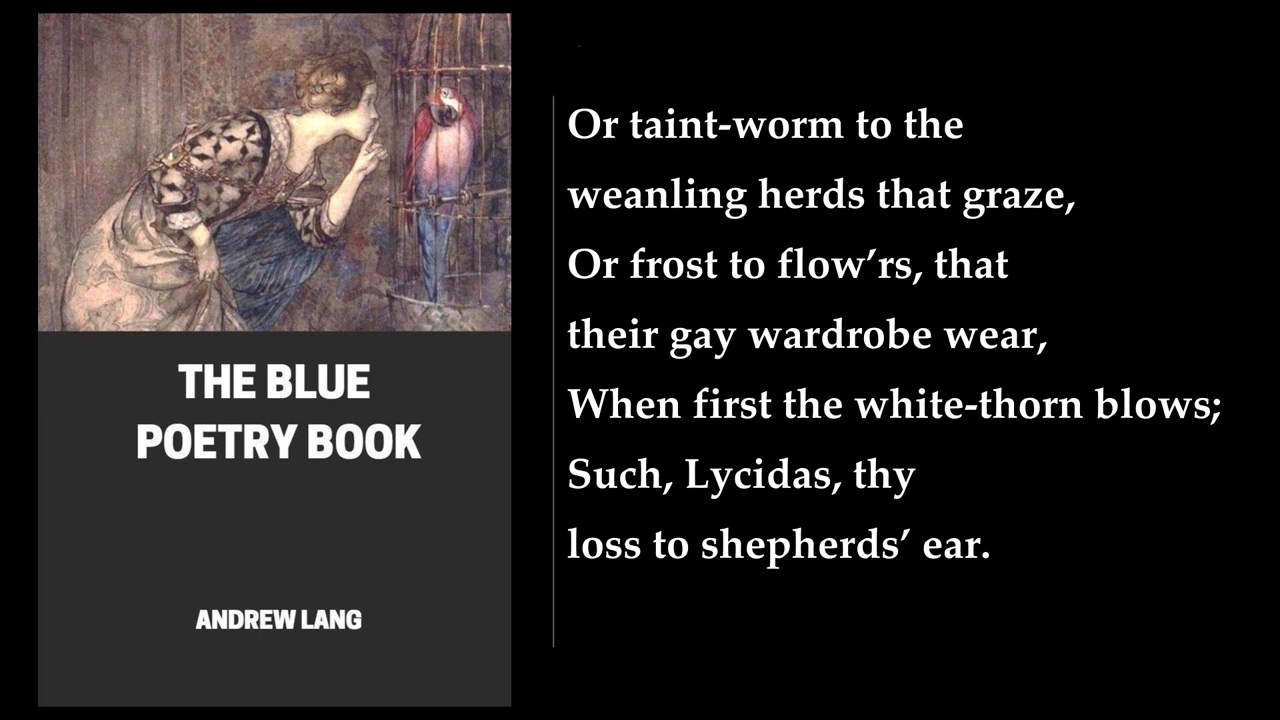 THE BLUE
POETRY BOOK
ANDREW LANG
Or taint-worm to the
weanling herds that graze,
Or frost to flow’rs, that
their gay wardrobe wear,
When first the white-thorn blows;
Such, Lycidas, thy
loss to shepherds’ ear.